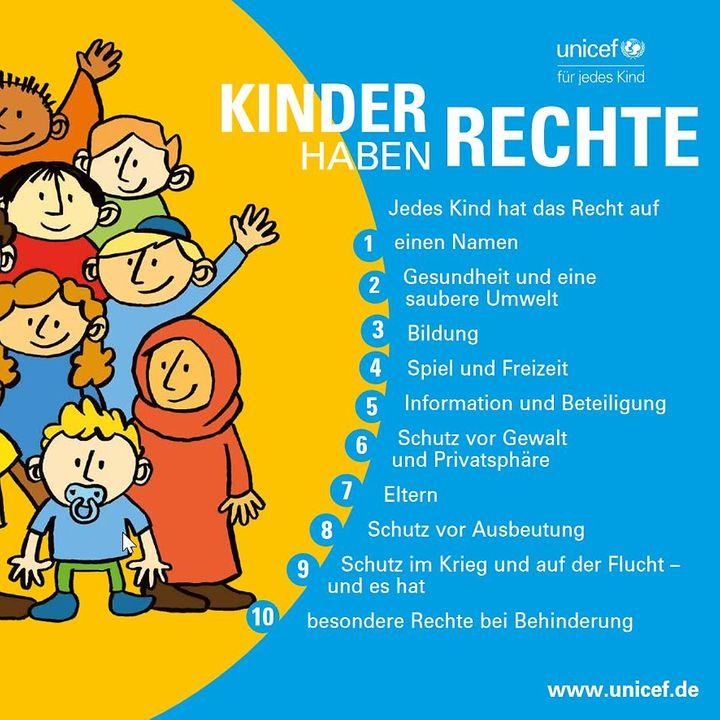 unicef
für jedes Kind
KINDER
HABEN RECHTE
Jedes Kind hat das Recht auf
1 einen Namen
2 Gesundheit und eine
saubere Umwelt
3 Bildung
4 Spiel und Freizeit
5 Information und Beteiligung
6 Schutz vor Gewalt
und Privatsphäre
7 Eltern
8 Schutz vor Ausbeutung
9 Schutz im Krieg und auf der Flucht –
und es hat
10 besondere Rechte bei Behinderung
www.unicef.de